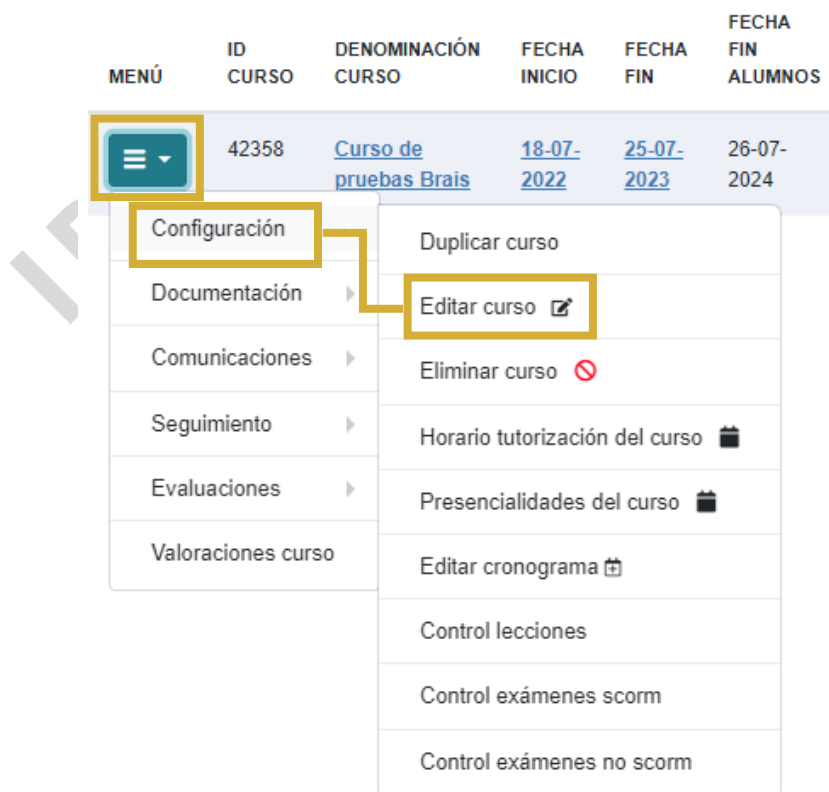 MENÚ ID CURSO DENOMINACIÓN CURSO FECHA INICIO FECHA FIN FECHA FIN ALUMNOS
42358 Curso de pruebas Brais 18-07-2022 25-07-2023 26-07-2024
Configuración
Documentación
Comunicaciones
Seguimiento
Evaluaciones
Valoraciones curso
Duplicar curso
Editar curso
Eliminar curso
Horario tutorización del curso
Presencialidades del curso
Editar cronograma
Control lecciones
Control exámenes scorm
Control exámenes no scorm